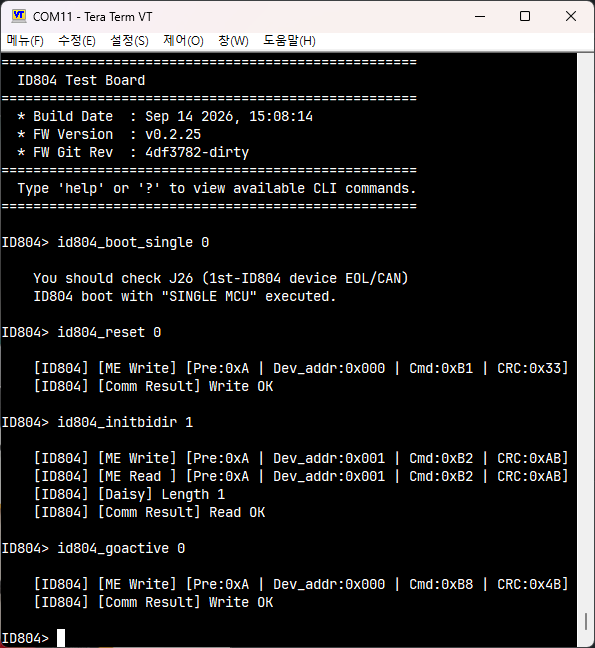 COM11 - Tera Term VT
메뉴(F) 수정(E) 설정(S) 제어(O) 창(W) 도움말(H)
====================================================
  ID804 Test Board
====================================================
  * Build Date  : Sep 14 2026, 15:08:14
  * FW Version  : v0.2.25
  * FW Git Rev  : 4df3782-dirty
====================================================
  Type 'help' or '?' to view available CLI commands.
====================================================

ID804> id804_boot_single 0

    You should check J26 (1st-ID804 device EOL/CAN)
    ID804 boot with "SINGLE MCU" executed.

ID804> id804_reset 0

    [ID804] [ME Write] [Pre:0xA | Dev_addr:0x000 | Cmd:0xB1 | CRC:0x33]
    [ID804] [Comm Result] Write OK

ID804> id804_initbidir 1

    [ID804] [ME Write] [Pre:0xA | Dev_addr:0x001 | Cmd:0xB2 | CRC:0xAB]
    [ID804] [ME Read ] [Pre:0xA | Dev_addr:0x001 | Cmd:0xB2 | CRC:0xAB]
    [ID804] [Daisy] Length 1
    [ID804] [Comm Result] Read OK

ID804> id804_goactive 0

    [ID804] [ME Write] [Pre:0xA | Dev_addr:0x000 | Cmd:0xB8 | CRC:0x4B]
    [ID804] [Comm Result] Write OK

ID804>